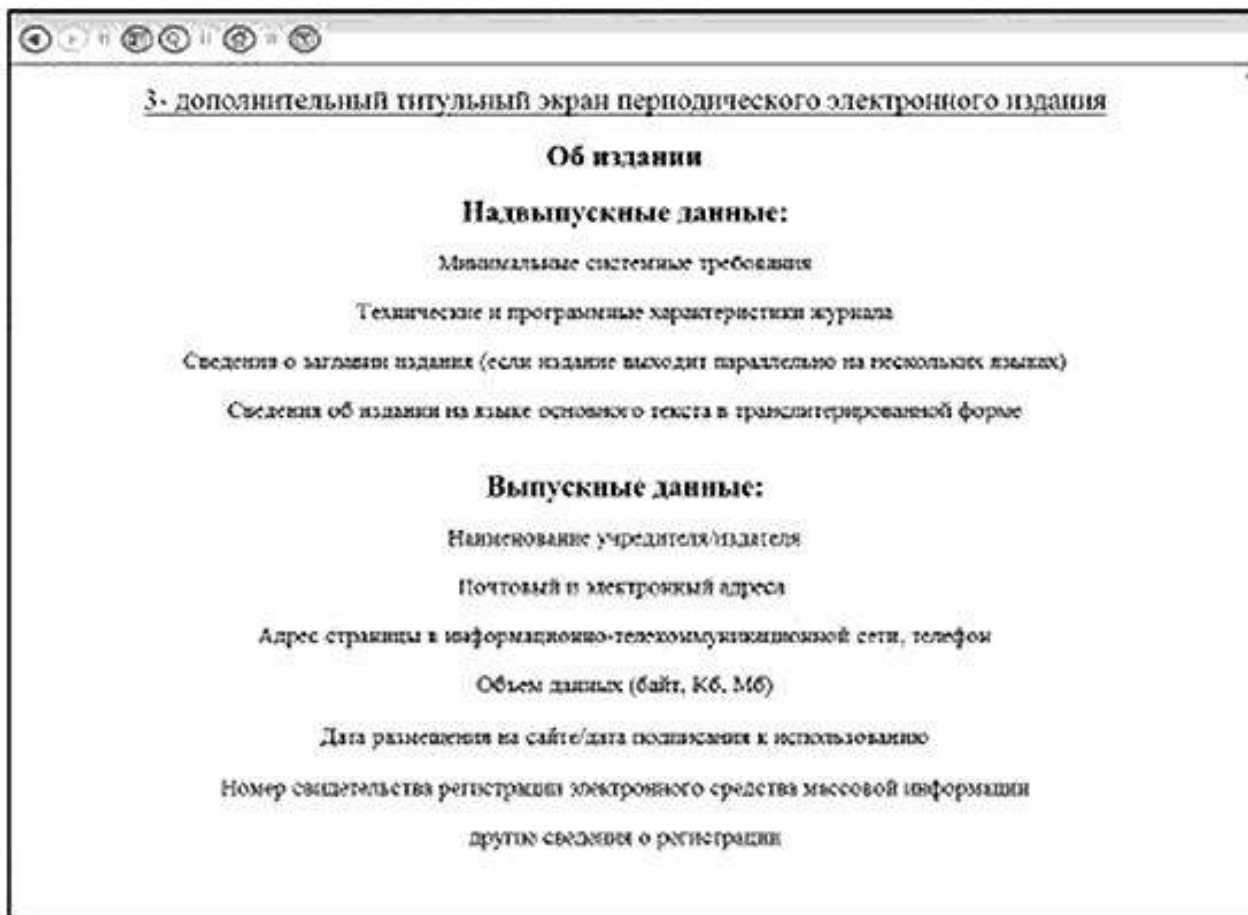 3- дополнительный титульный экран периодического электронного издания
Об издании
Надвыпускные данные:
Минимальные системные требования
Технические и программные характеристики журнала
Сведения о заглавии издания (если издание выходит параллельно на нескольких языках)
Сведения об издании на языке основного текста в транслитерированной форме
Выпускные данные:
Наименование учредителя/издателя
Почтовый и электронный адреса
Адрес страницы в информационно-телекоммуникационной сети, телефон
Объем данных (байт, Кб, Мб)
Дата размещения на сайте/дата подписания к использованию
Номер свидетельства регистрации электронного средства массовой информации
другие сведения о регистрации